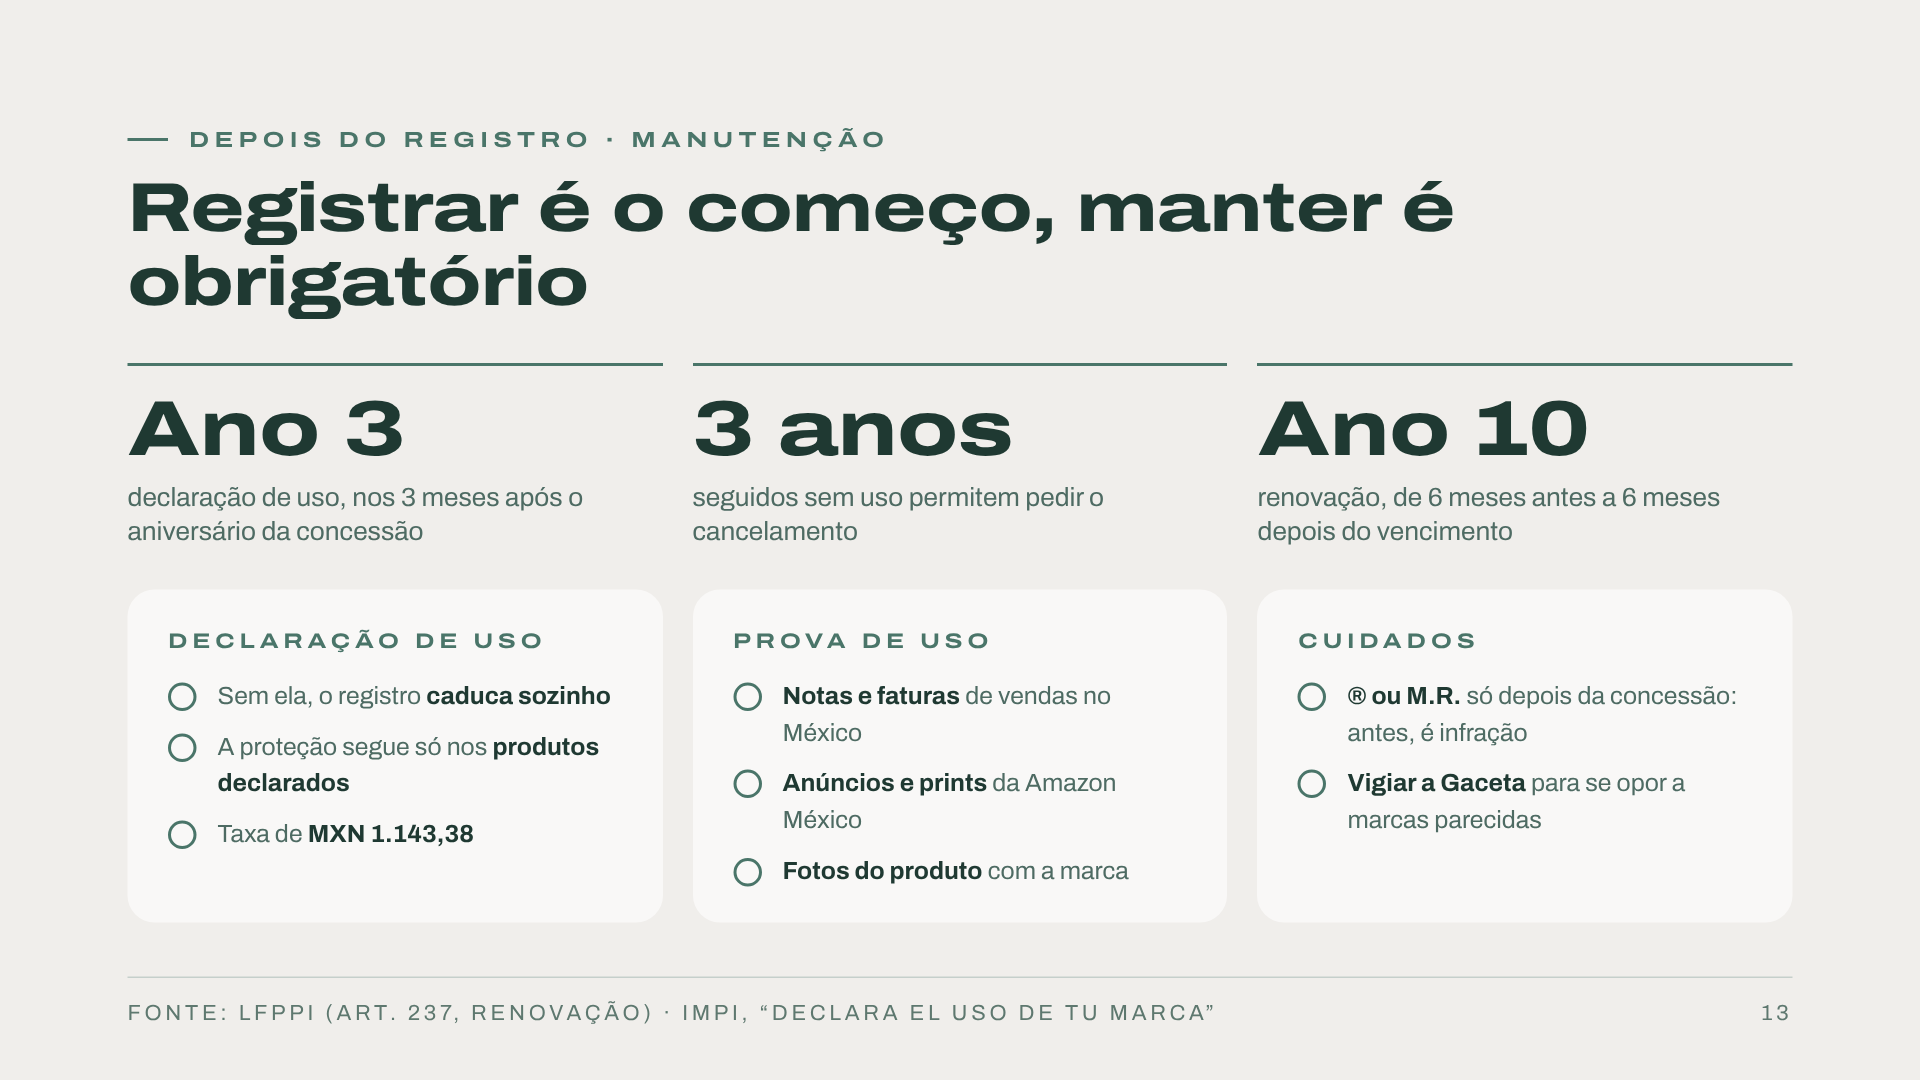 DEPOIS DO REGISTRO · MANUTENÇÃO
Registrar é o começo, manter é
obrigatório
Ano 3
declaração de uso, nos 3 meses após o
aniversário da concessão
3 anos
seguidos sem uso permitem pedir o
cancelamento
Ano 10
renovação, de 6 meses antes a 6 meses
depois do vencimento
DECLARAÇÃO DE USO
Sem ela, o registro caduca sozinho
A proteção segue só nos produtos
declarados
Taxa de MXN 1.143,38
PROVA DE USO
Notas e faturas de vendas no
México
Anúncios e prints da Amazon
México
Fotos do produto com a marca
CUIDADOS
® ou M.R. só depois da concessão:
antes, é infração
Vigiar a Gaceta para se opor a
marcas parecidas
FONTE: LFPPI (ART. 237, RENOVAÇÃO) · IMPI, “DECLARA EL USO DE TU MARCA”
13